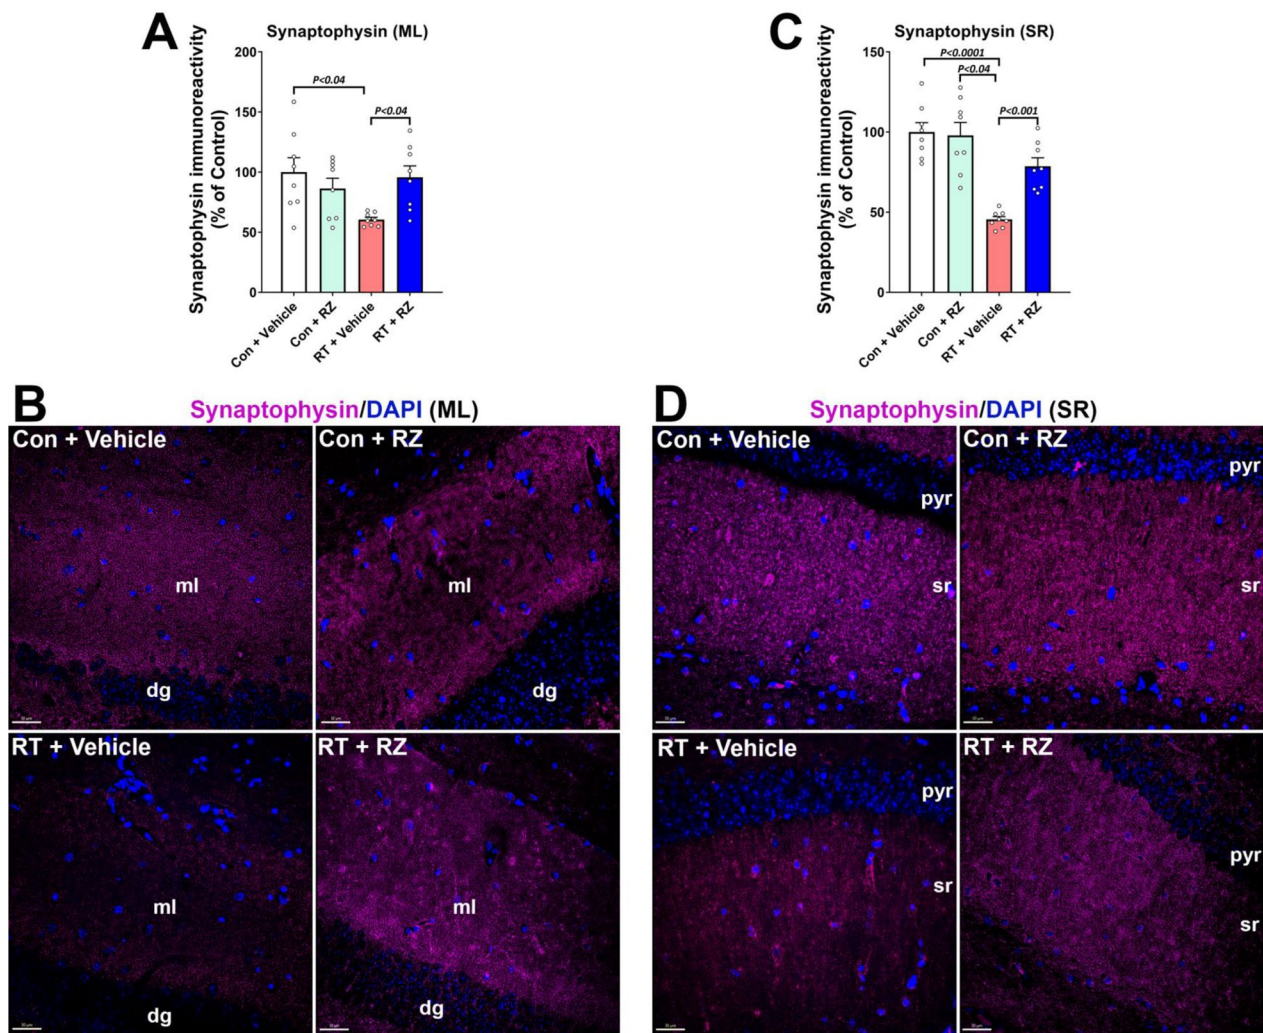 A
Synaptophysin (ML)
Synaptophysin immunoreactivity
(% of Control)
200
150
100
50
0
P<0.04
P<0.04
Con + Vehicle
Con + RZ
RT + Vehicle
RT + RZ
C
Synaptophysin (SR)
Synaptophysin immunoreactivity
(% of Control)
150
100
50
0
P<0.0001
P<0.04
P<0.001
Con + Vehicle
Con + RZ
RT + Vehicle
RT + RZ
B
Synaptophysin/DAPI (ML)
Con + Vehicle
ml
dg
Con + RZ
ml
dg
RT + Vehicle
ml
dg
RT + RZ
ml
dg
D
Synaptophysin/DAPI (SR)
Con + Vehicle
pyr
sr
Con + RZ
pyr
sr
RT + Vehicle
pyr
sr
RT + RZ
pyr
sr